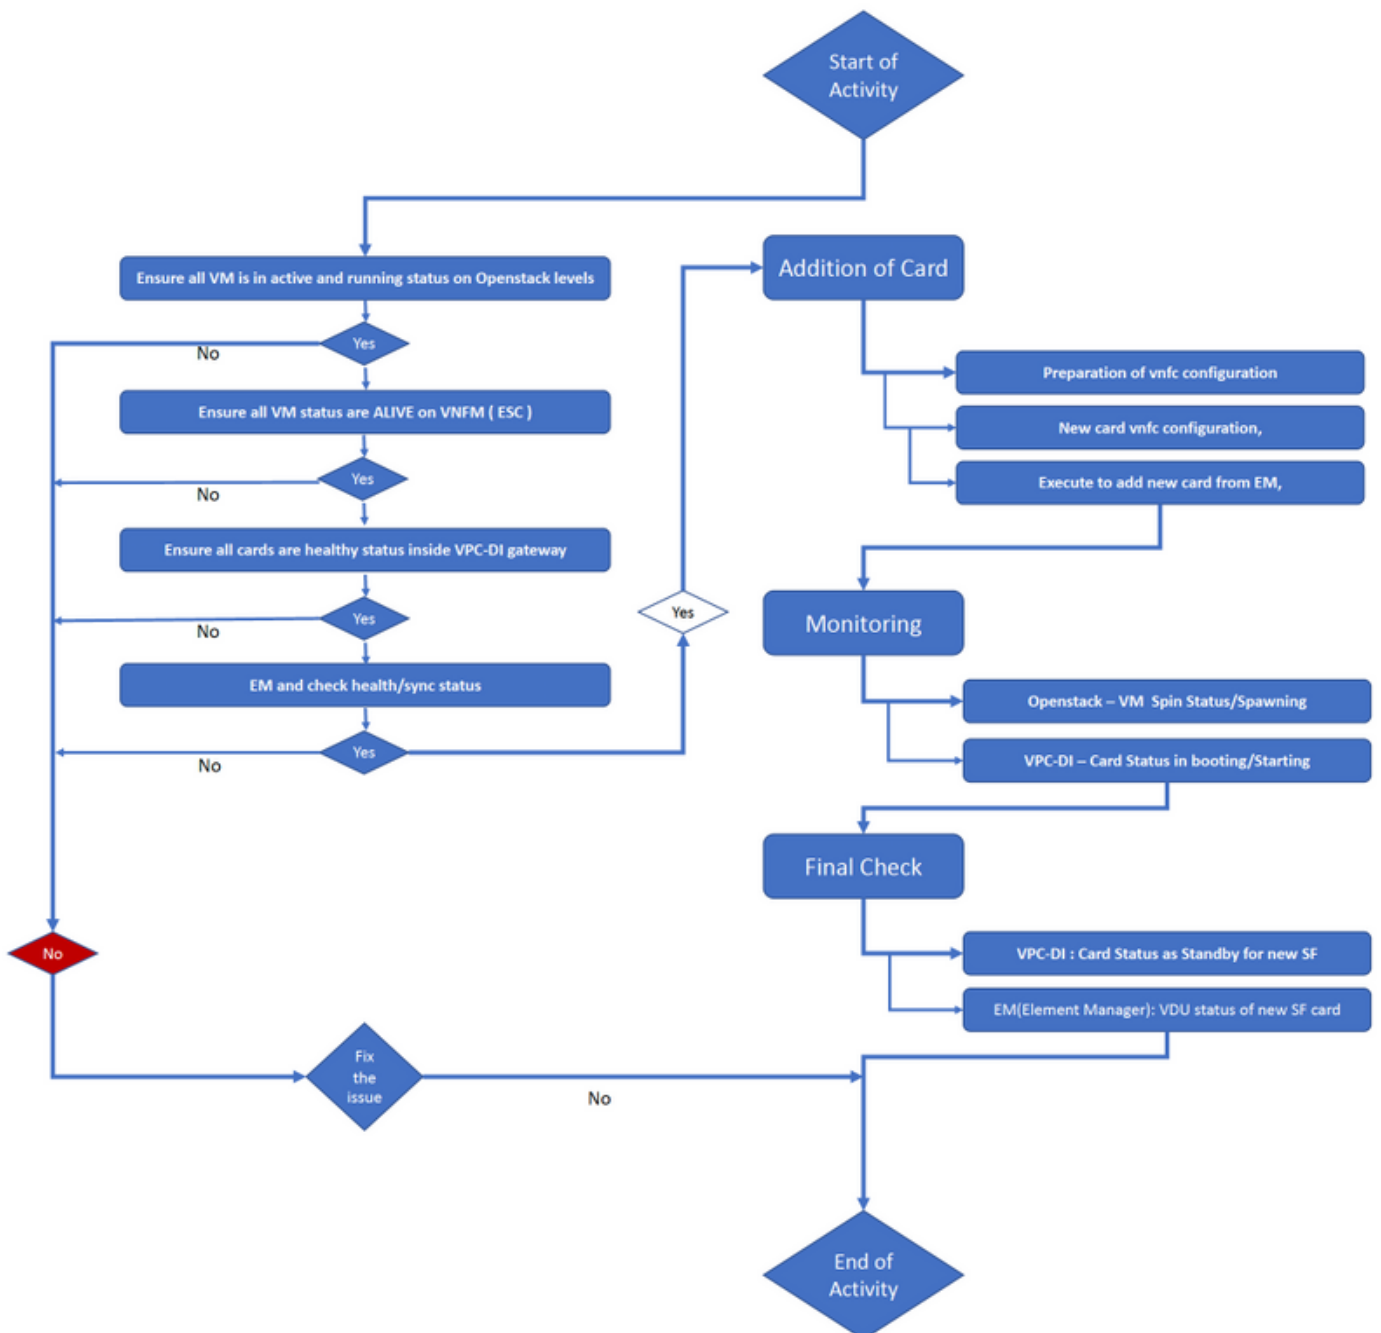 Start of
Activity
Ensure all VM is in active and running status on Openstack levels
Yes
No
Ensure all VM status are ALIVE on VNFM ( ESC )
Yes
No
Ensure all cards are healthy status inside VPC-DI gateway
Yes
No
EM and check health/sync status
Yes
No
Yes
Addition of Card
Preparation of vnfc configuration
New card vnfc configuration,
Execute to add new card from EM,
Monitoring
Openstack – VM  Spin Status/Spawning
VPC-DI – Card Status in booting/Starting
Final Check
VPC-DI : Card Status as Standby for new SF
EM(Element Manager): VDU status of new SF card
No
Fix
the
issue
No
End of
Activity